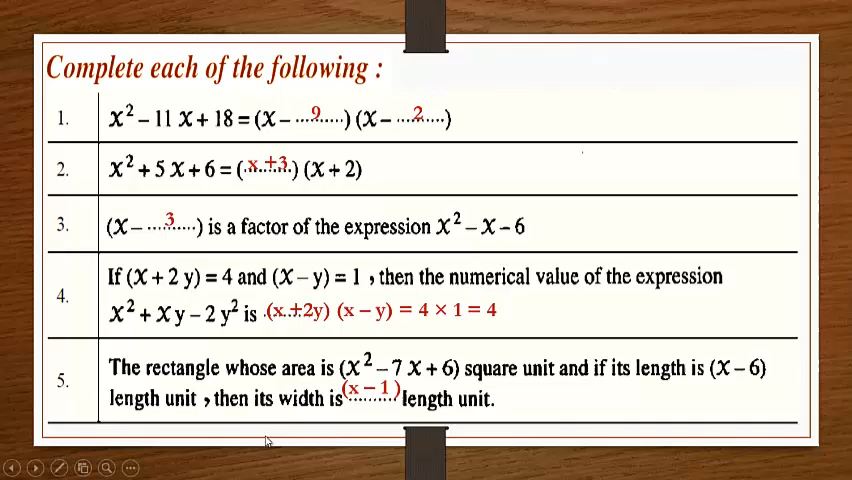 Complete each of the following :
1. x² – 11 x + 18 = (x – ....9....) (x – ....2....)
2. x² + 5 x + 6 = (..x +3..) (x + 2)
3. (x – ....3....) is a factor of the expression x² – x – 6
4. If (x + 2 y) = 4 and (x – y) = 1 , then the numerical value of the expression
x² + x y – 2 y² is (x +2y) (x – y) = 4 × 1 = 4
5. The rectangle whose area is (x² – 7 x + 6) square unit and if its length is (x – 6)
length unit , then its width is (x – 1) length unit.